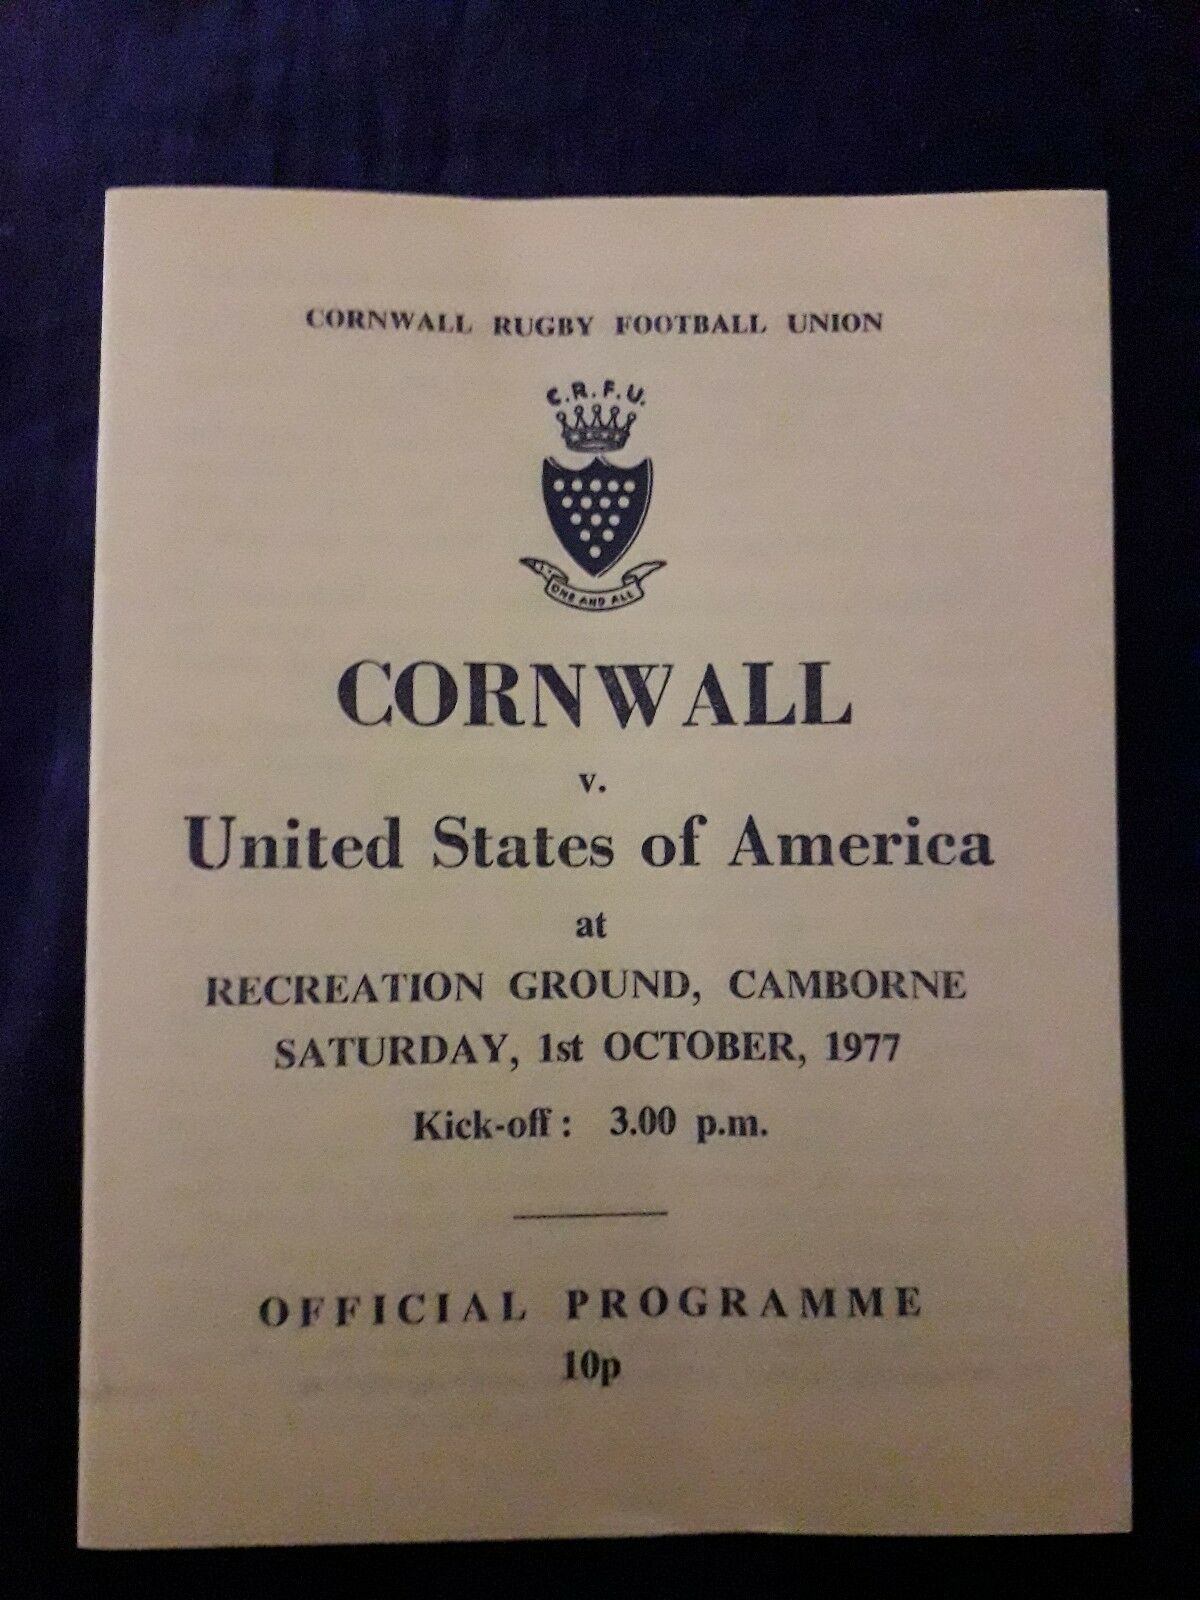 CORNWALL RUGBY FOOTBALL UNION
C.R.F.U.
ONE AND ALL
CORNWALL
v.
United States of America
at
RECREATION GROUND, CAMBORNE
SATURDAY, 1st OCTOBER, 1977
Kick-off : 3.00 p.m.
OFFICIAL PROGRAMME
10p